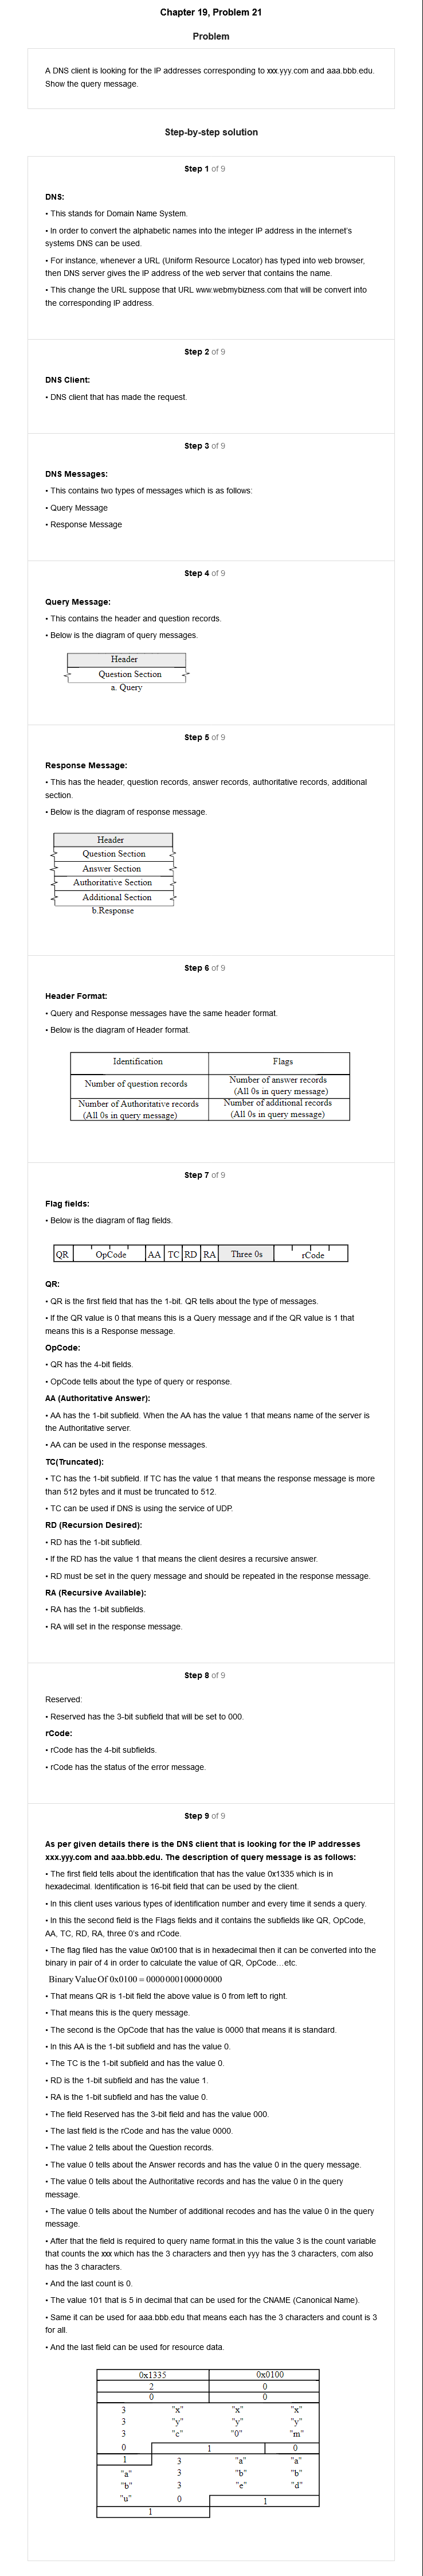 Chapter 19, Problem 21
Problem
A DNS client is looking for the IP addresses corresponding to xxx.yyy.com and aaa.bbb.edu.
Show the query message.
Step-by-step solution
Step 1 of 9
DNS:
• This stands for Domain Name System.
• In order to convert the alphabetic names into the integer IP address in the internet's
systems DNS can be used.
• For instance, whenever a URL (Uniform Resource Locator) has typed into web browser,
then DNS server gives the IP address of the web server that contains the name.
• This change the URL suppose that URL www.webmybizness.com that will be convert into
the corresponding IP address.
Step 2 of 9
DNS Client:
• DNS client that has made the request.
Step 3 of 9
DNS Messages:
• This contains two types of messages which is as follows:
• Query Message
• Response Message
Step 4 of 9
Query Message:
• This contains the header and question records.
• Below is the diagram of query messages.
Header
Question Section
a. Query
Step 5 of 9
Response Message:
• This has the header, question records, answer records, authoritative records, additional
section.
• Below is the diagram of response message.
Header
Question Section
Answer Section
Authoritative Section
Additional Section
b.Response
Step 6 of 9
Header Format:
• Query and Response messages have the same header format.
• Below is the diagram of Header format.
Identification Flags
Number of question records Number of answer records
(All 0s in query message)
Number of Authoritative records Number of additional records
(All 0s in query message) (All 0s in query message)
Step 7 of 9
Flag fields:
• Below is the diagram of flag fields.
QR OpCode AA TC RD RA Three 0s rCode
QR:
• QR is the first field that has the 1-bit. QR tells about the type of messages.
• If the QR value is 0 that means this is a Query message and if the QR value is 1 that
means this is a Response message.
OpCode:
• QR has the 4-bit fields.
• OpCode tells about the type of query or response.
AA (Authoritative Answer):
• AA has the 1-bit subfield. When the AA has the value 1 that means name of the server is
the Authoritative server.
• AA can be used in the response messages.
TC(Truncated):
• TC has the 1-bit subfield. If TC has the value 1 that means the response message is more
than 512 bytes and it must be truncated to 512.
• TC can be used if DNS is using the service of UDP.
RD (Recursion Desired):
• RD has the 1-bit subfield.
• If the RD has the value 1 that means the client desires a recursive answer.
• RD must be set in the query message and should be repeated in the response message.
RA (Recursive Available):
• RA has the 1-bit subfields.
• RA will set in the response message.
Step 8 of 9
Reserved:
• Reserved has the 3-bit subfield that will be set to 000.
rCode:
• rCode has the 4-bit subfields.
• rCode has the status of the error message.
Step 9 of 9
As per given details there is the DNS client that is looking for the IP addresses
xxx.yyy.com and aaa.bbb.edu. The description of query message is as follows:
• The first field tells about the identification that has the value 0x1335 which is in
hexadecimal. Identification is 16-bit field that can be used by the client.
• In this client uses various types of identification number and every time it sends a query.
• In this the second field is the Flags fields and it contains the subfields like QR, OpCode,
AA, TC, RD, RA, three 0's and rCode.
• The flag filed has the value 0x0100 that is in hexadecimal then it can be converted into the
binary in pair of 4 in order to calculate the value of QR, OpCode…etc.
Binary Value Of 0x0100 = 0000000100000000
• That means QR is 1-bit field the above value is 0 from left to right.
• That means this is the query message.
• The second is the OpCode that has the value is 0000 that means it is standard.
• In this AA is the 1-bit subfield and has the value 0.
• The TC is the 1-bit subfield and has the value 0.
• RD is the 1-bit subfield and has the value 1.
• RA is the 1-bit subfield and has the value 0.
• The field Reserved has the 3-bit field and has the value 000.
• The last field is the rCode and has the value 0000.
• The value 2 tells about the Question records.
• The value 0 tells about the Answer records and has the value 0 in the query message.
• The value 0 tells about the Authoritative records and has the value 0 in the query
message.
• The value 0 tells about the Number of additional recodes and has the value 0 in the query
message.
• After that the field is required to query name format.in this the value 3 is the count variable
that counts the xxx which has the 3 characters and then yyy has the 3 characters, com also
has the 3 characters.
• And the last count is 0.
• The value 101 that is 5 in decimal that can be used for the CNAME (Canonical Name).
• Same it can be used for aaa.bbb.edu that means each has the 3 characters and count is 3
for all.
• And the last field can be used for resource data.
0x1335 0x0100
2 0
0 0
3 "x" "x" "x"
3 "y" "y" "y"
3 "c" "0" "m"
0 1 0
1 3 "a" "a"
"a" 3 "b" "b"
"b" 3 "e" "d"
"u" 0 1
1